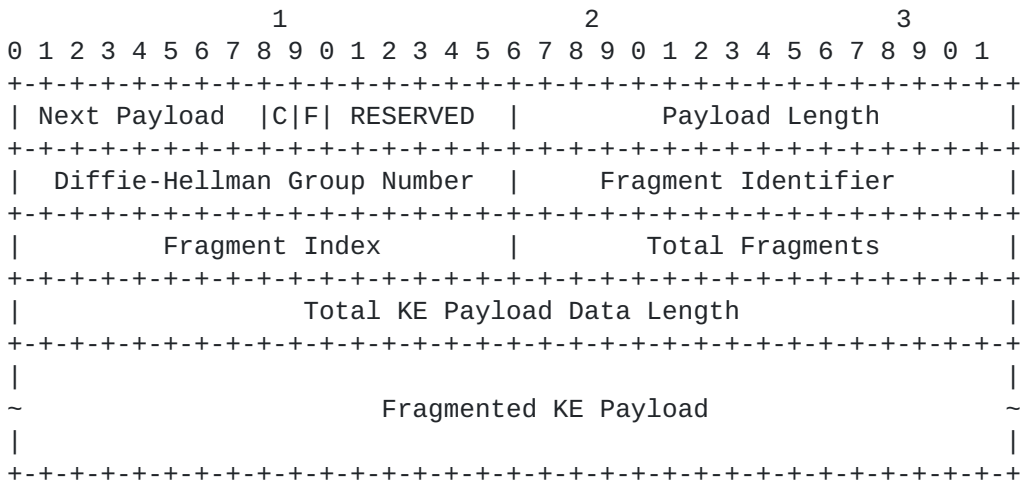 1                   2                   3
0 1 2 3 4 5 6 7 8 9 0 1 2 3 4 5 6 7 8 9 0 1 2 3 4 5 6 7 8 9 0 1
+-+-+-+-+-+-+-+-+-+-+-+-+-+-+-+-+-+-+-+-+-+-+-+-+-+-+-+-+-+-+-+-+
| Next Payload  |C|F| RESERVED  |         Payload Length        |
+-+-+-+-+-+-+-+-+-+-+-+-+-+-+-+-+-+-+-+-+-+-+-+-+-+-+-+-+-+-+-+-+
|  Diffie-Hellman Group Number  |     Fragment Identifier       |
+-+-+-+-+-+-+-+-+-+-+-+-+-+-+-+-+-+-+-+-+-+-+-+-+-+-+-+-+-+-+-+-+
|         Fragment Index        |        Total Fragments        |
+-+-+-+-+-+-+-+-+-+-+-+-+-+-+-+-+-+-+-+-+-+-+-+-+-+-+-+-+-+-+-+-+
|                  Total KE Payload Data Length                 |
+-+-+-+-+-+-+-+-+-+-+-+-+-+-+-+-+-+-+-+-+-+-+-+-+-+-+-+-+-+-+-+-+
|                                                               |
~                       Fragmented KE Payload                   ~
|                                                               |
+-+-+-+-+-+-+-+-+-+-+-+-+-+-+-+-+-+-+-+-+-+-+-+-+-+-+-+-+-+-+-+-+